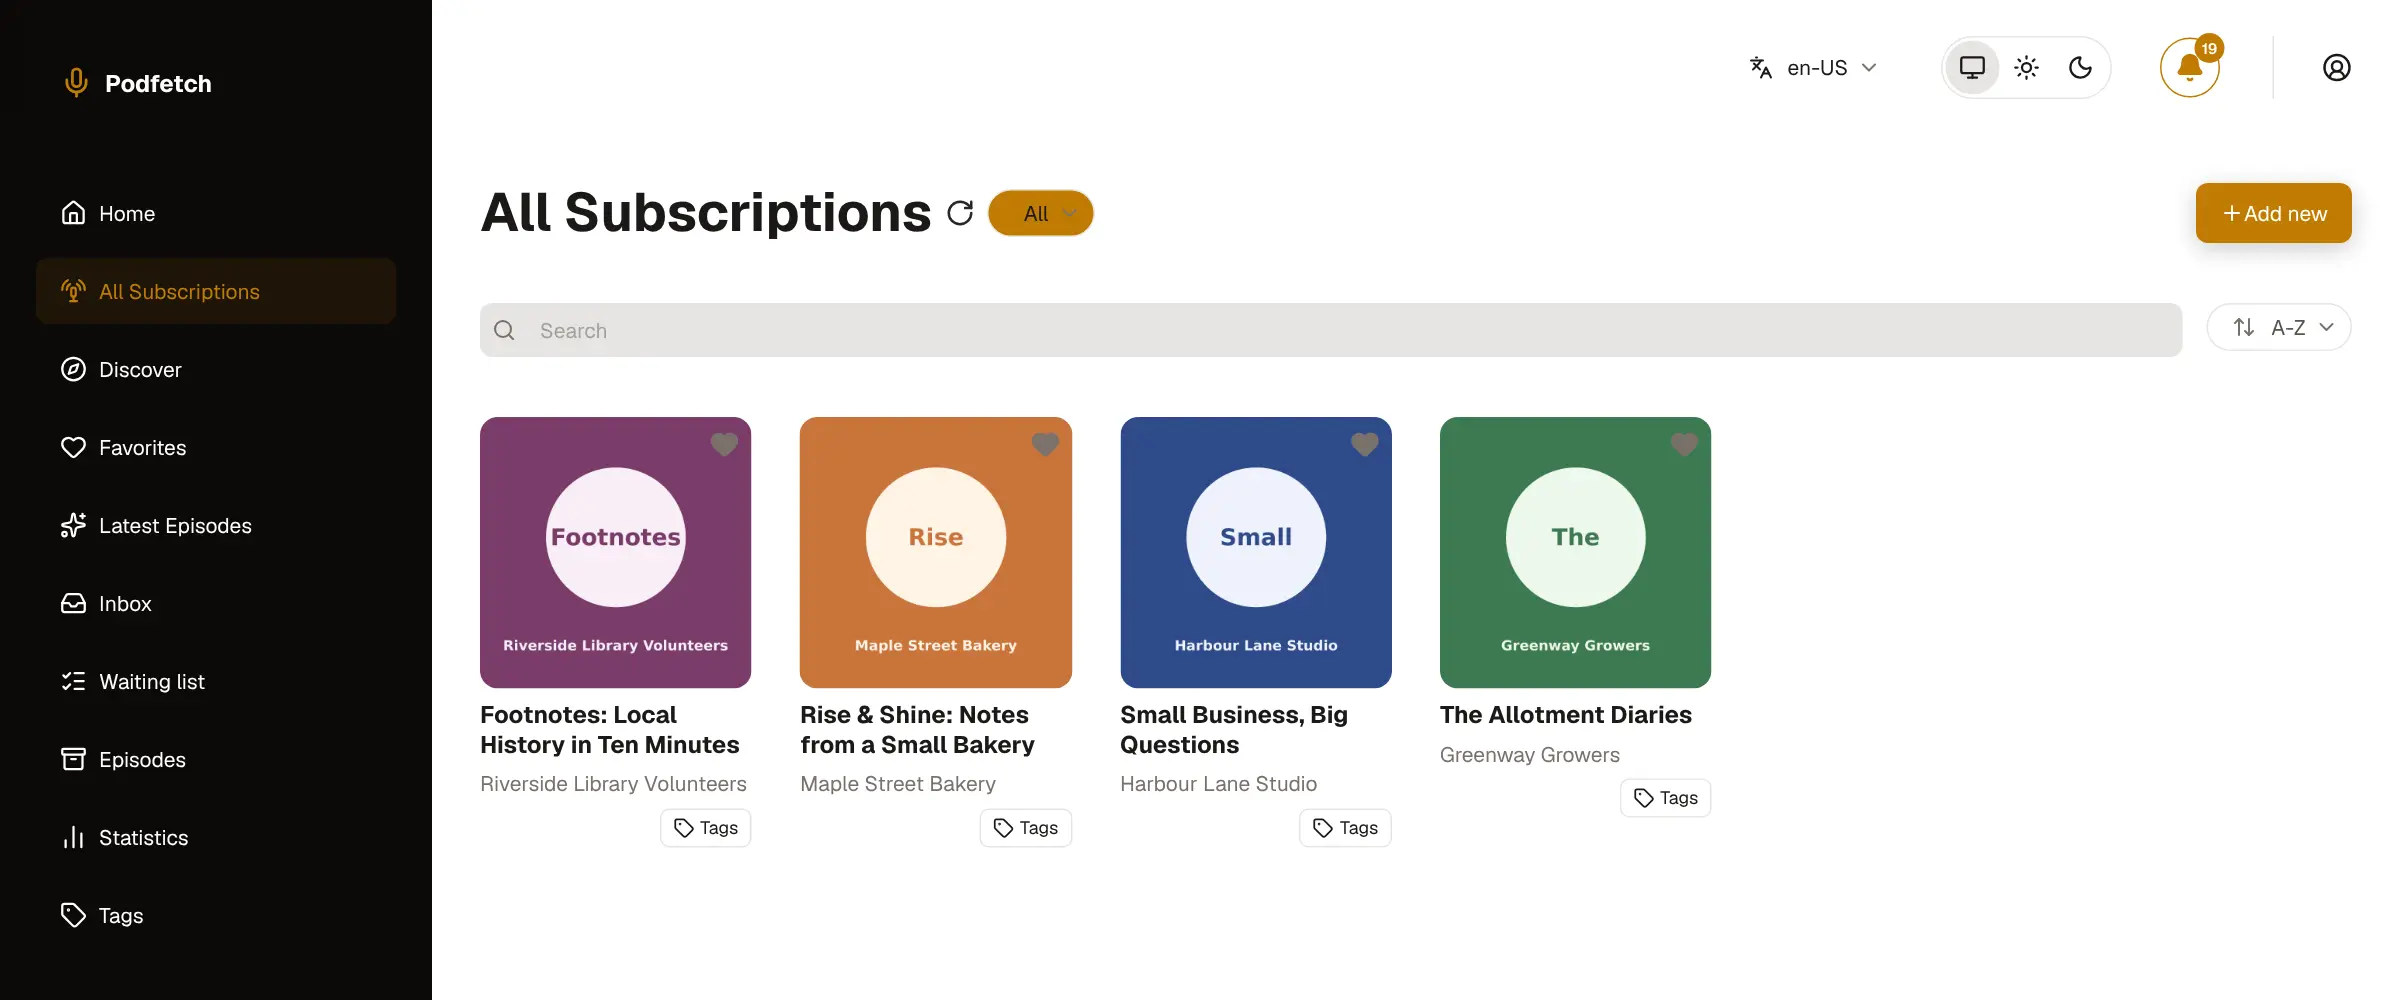 Podfetch
Home
All Subscriptions
Discover
Favorites
Latest Episodes
Inbox
Waiting list
Episodes
Statistics
Tags
en-US
19
All Subscriptions
All
Add new
Search
A-Z
Footnotes
Riverside Library Volunteers
Footnotes: Local
History in Ten Minutes
Riverside Library Volunteers
Tags
Rise
Maple Street Bakery
Rise & Shine: Notes
from a Small Bakery
Maple Street Bakery
Tags
Small
Harbour Lane Studio
Small Business, Big
Questions
Harbour Lane Studio
Tags
The
Greenway Growers
The Allotment Diaries
Greenway Growers
Tags